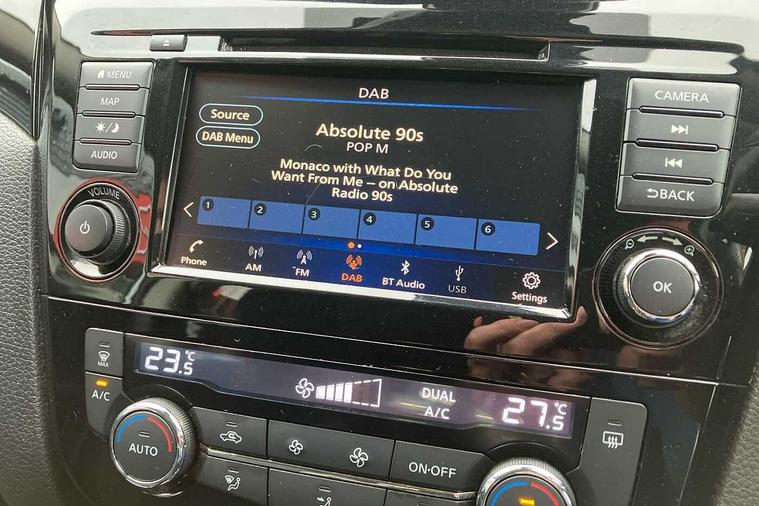 MENU
MAP
AUDIO
VOLUME
DAB
Source
DAB Menu
Absolute 90s
POP M
Monaco with What Do You
Want From Me -- on Absolute
Radio 90s
1 2 3 4 5 6
Phone AM FM DAB BT Audio USB Settings
CAMERA
BACK
OK
MAX
A/C
23.5 °C
DUAL
A/C
27.5 °C
AUTO
ON·OFF